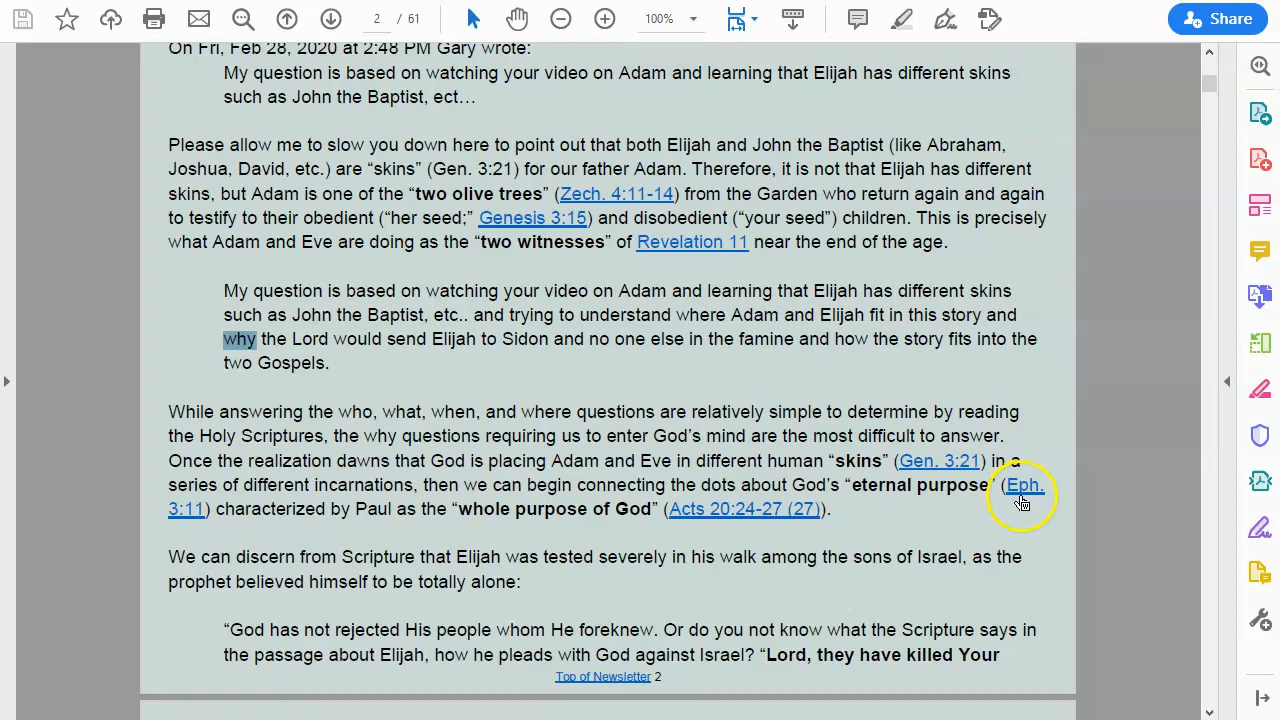 2 / 61
100%
Share
On Fri, Feb 28, 2020 at 2:48 PM Gary wrote:
My question is based on watching your video on Adam and learning that Elijah has different skins
such as John the Baptist, ect…
Please allow me to slow you down here to point out that both Elijah and John the Baptist (like Abraham,
Joshua, David, etc.) are “skins” (Gen. 3:21) for our father Adam. Therefore, it is not that Elijah has different
skins, but Adam is one of the “two olive trees” (Zech. 4:11-14) from the Garden who return again and again
to testify to their obedient (“her seed;” Genesis 3:15) and disobedient (“your seed”) children. This is precisely
what Adam and Eve are doing as the “two witnesses” of Revelation 11 near the end of the age.
My question is based on watching your video on Adam and learning that Elijah has different skins
such as John the Baptist, etc.. and trying to understand where Adam and Elijah fit in this story and
why the Lord would send Elijah to Sidon and no one else in the famine and how the story fits into the
two Gospels.
While answering the who, what, when, and where questions are relatively simple to determine by reading
the Holy Scriptures, the why questions requiring us to enter God’s mind are the most difficult to answer.
Once the realization dawns that God is placing Adam and Eve in different human “skins” (Gen. 3:21) in a
series of different incarnations, then we can begin connecting the dots about God’s “eternal purpose” (Eph.
3:11) characterized by Paul as the “whole purpose of God” (Acts 20:24-27 (27)).
We can discern from Scripture that Elijah was tested severely in his walk among the sons of Israel, as the
prophet believed himself to be totally alone:
“God has not rejected His people whom He foreknew. Or do you not know what the Scripture says in
the passage about Elijah, how he pleads with God against Israel? “Lord, they have killed Your
Top of Newsletter 2